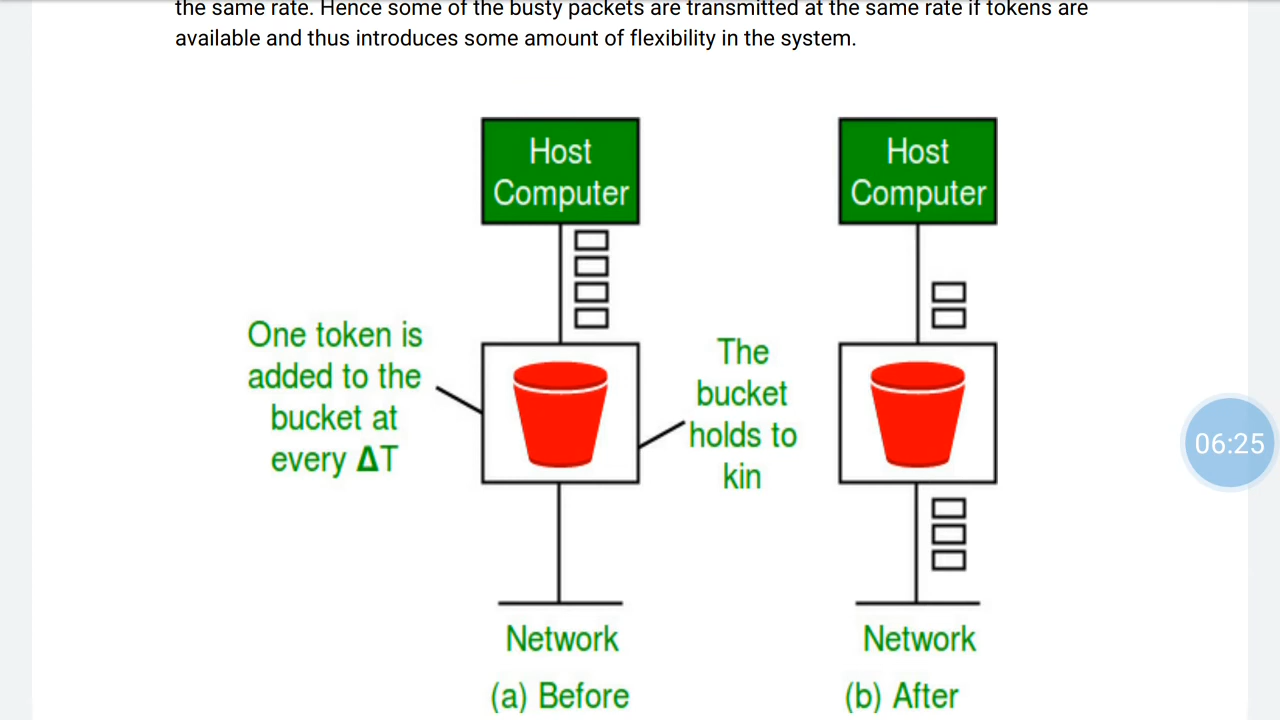 the same rate. Hence some of the busty packets are transmitted at the same rate if tokens are
available and thus introduces some amount of flexibility in the system.
Host
Computer
Host
Computer
One token is
added to the
bucket at
every ΔT
The
bucket
holds to
kin
06:25
Network
Network
(a) Before
(b) After